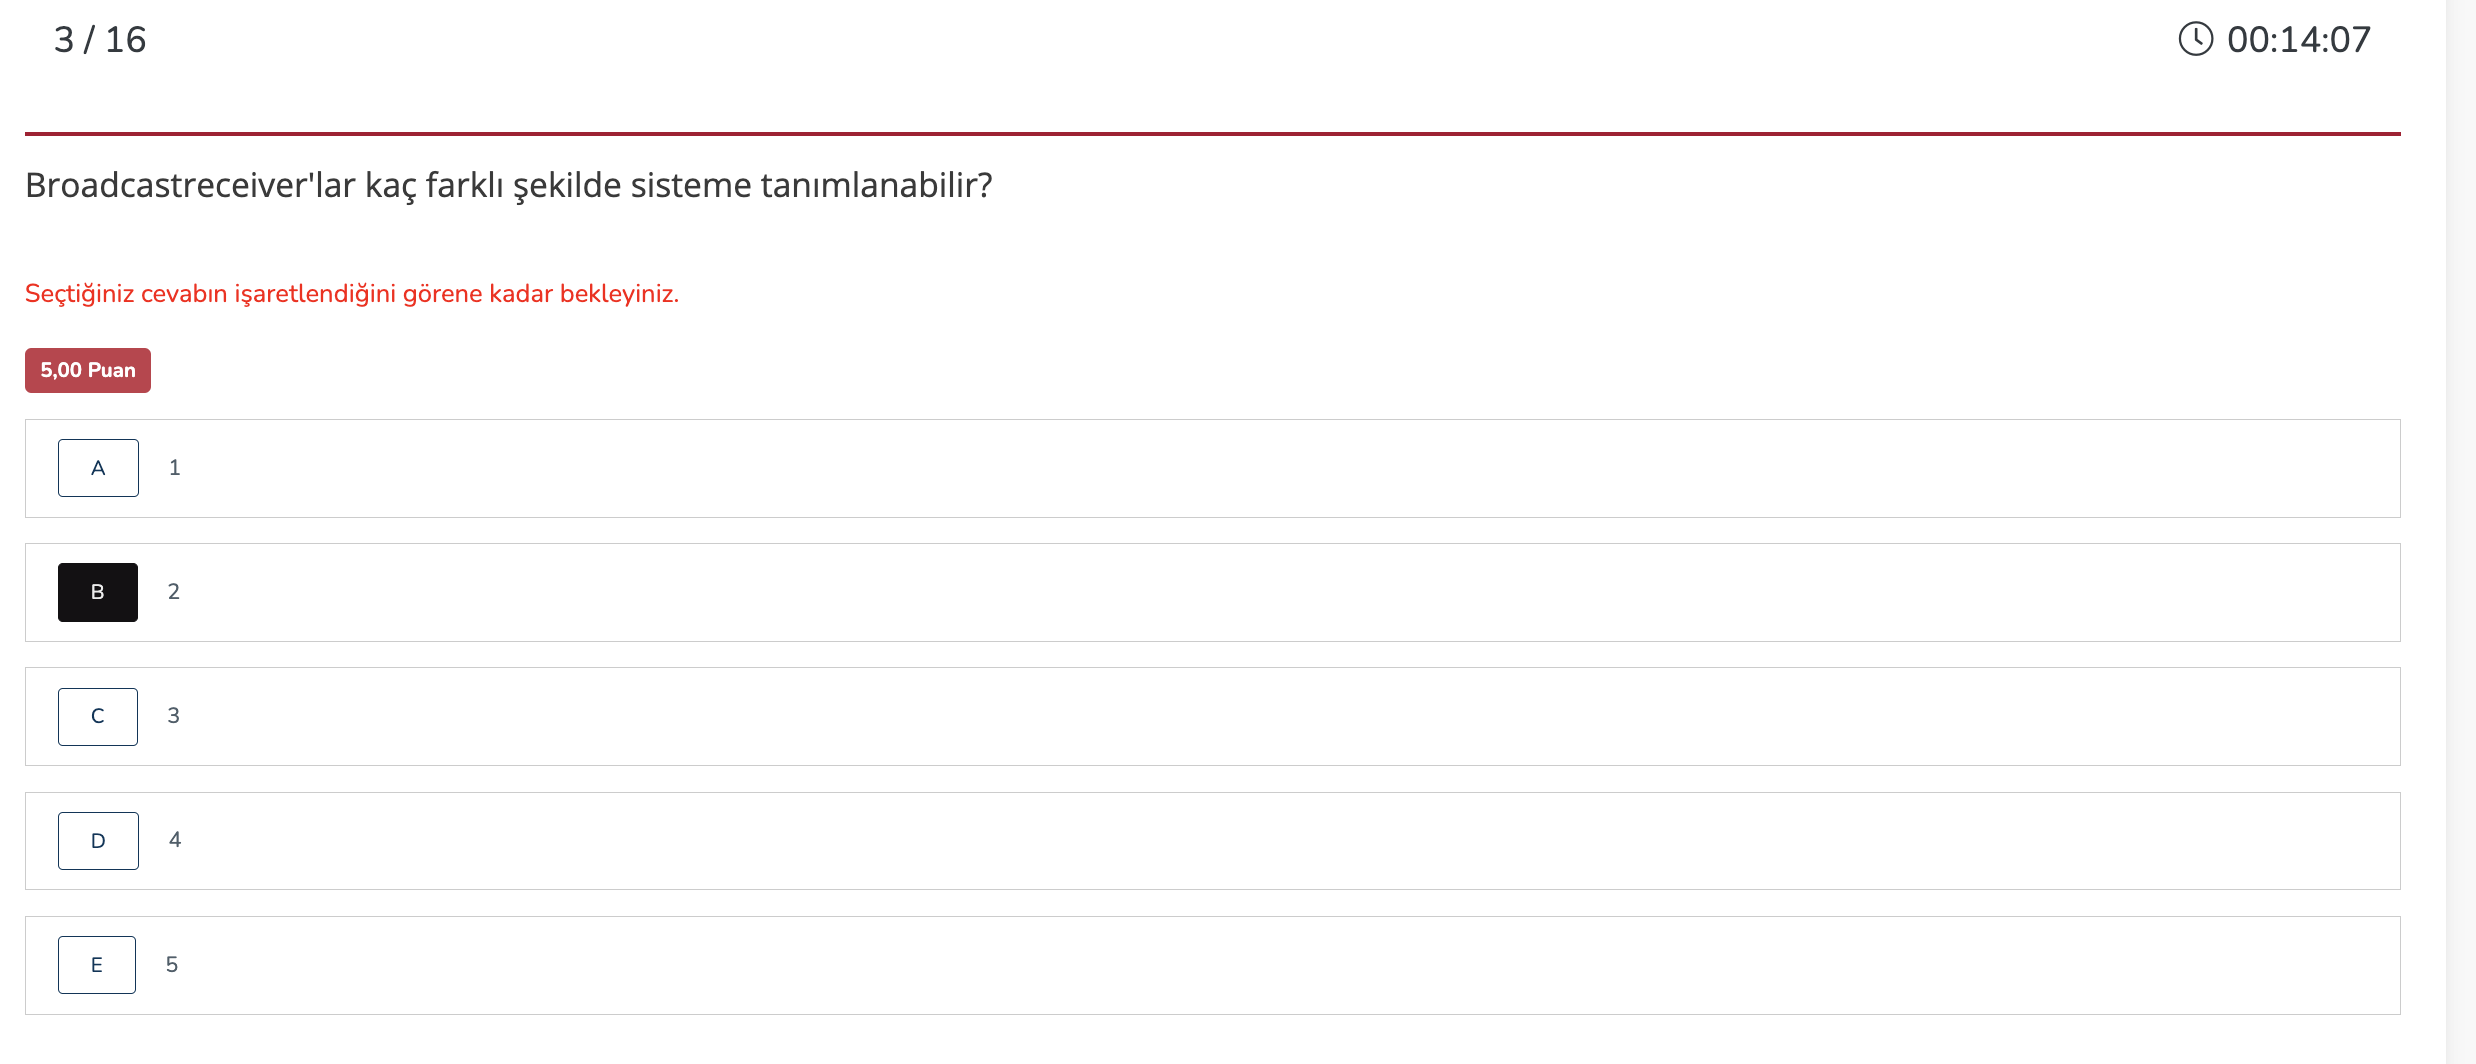 3 / 16
00:14:07
Broadcastreceiver'lar kaç farklı şekilde sisteme tanımlanabilir?
Seçtiğiniz cevabın işaretlendiğini görene kadar bekleyiniz.
5,00 Puan
A 1
B 2
C 3
D 4
E 5